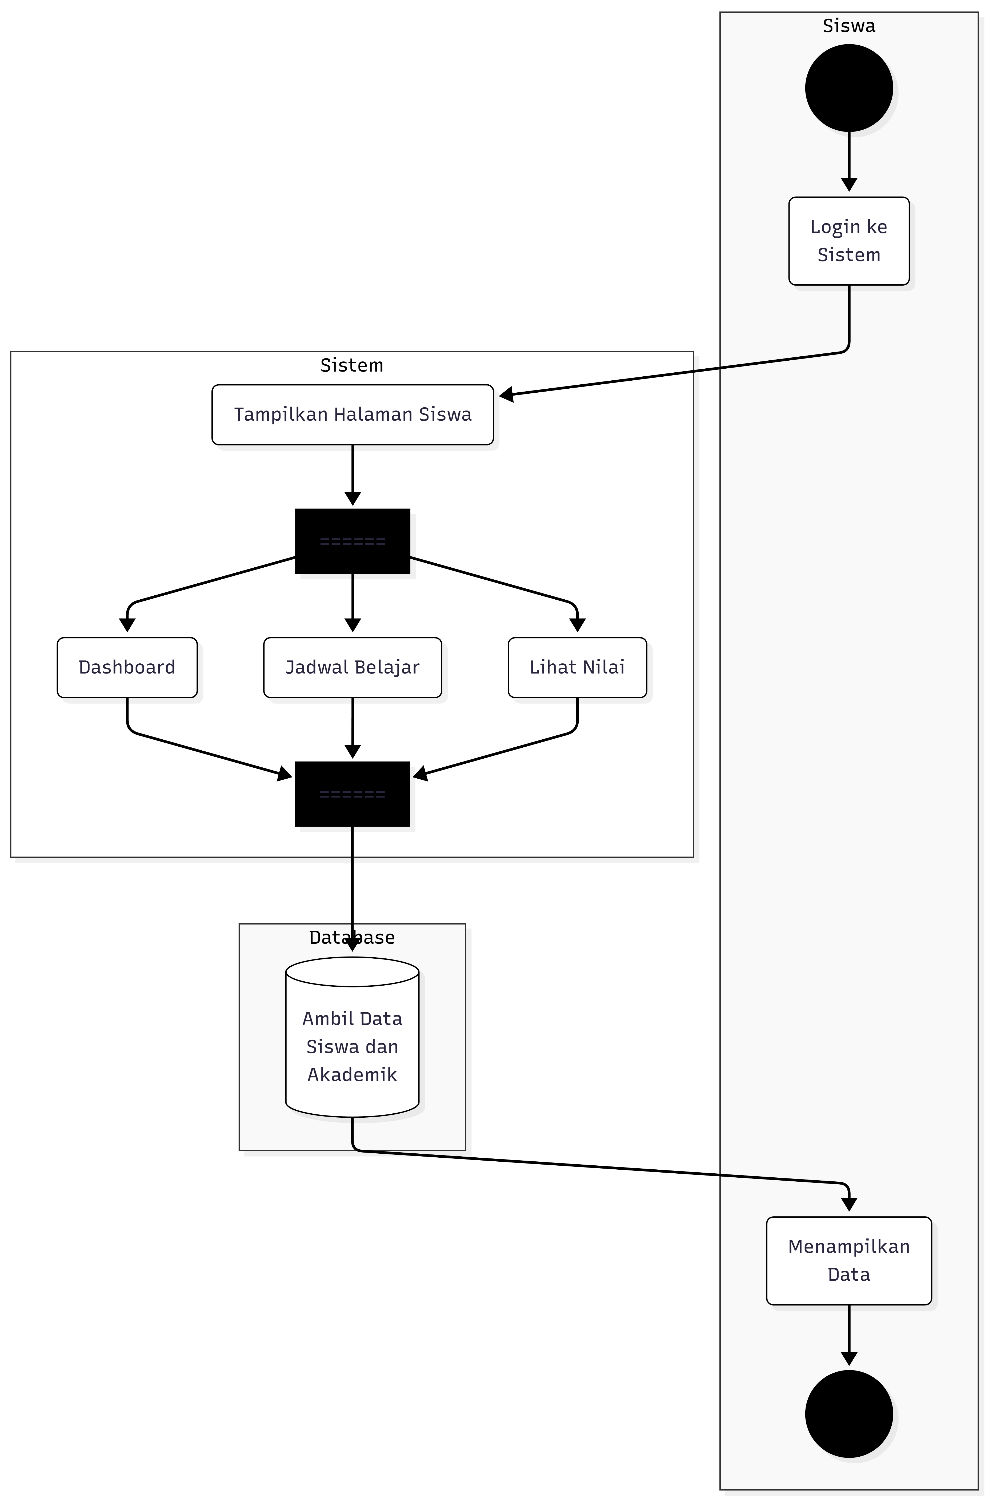 Siswa
Login ke
Sistem
Sistem
Tampilkan Halaman Siswa
======
Dashboard
Jadwal Belajar
Lihat Nilai
======
Database
Ambil Data
Siswa dan
Akademik
Menampilkan
Data